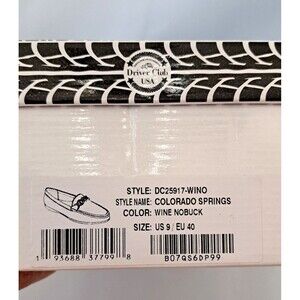 Driver Club
USA
STYLE: DC25917-WINO
STYLE NAME: COLORADO SPRINGS
COLOR: WINE NOBUCK
SIZE: US 9 / EU 40
1 93688 37799 8
B07QS6DP99